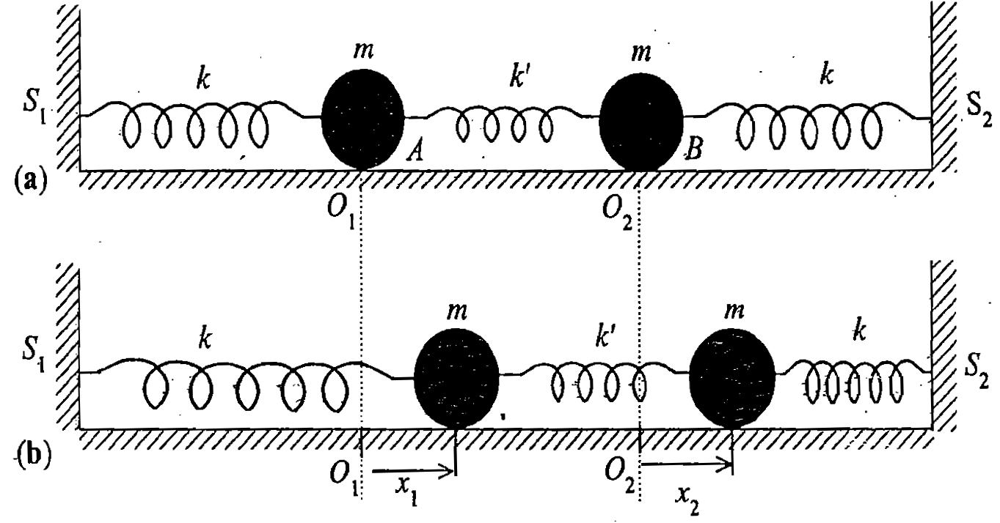 m m
k k' k
S1 S2
A B
(a)
O1 O2
m m
k k' k
S1 S2
(b)
O1 x1 O2 x2